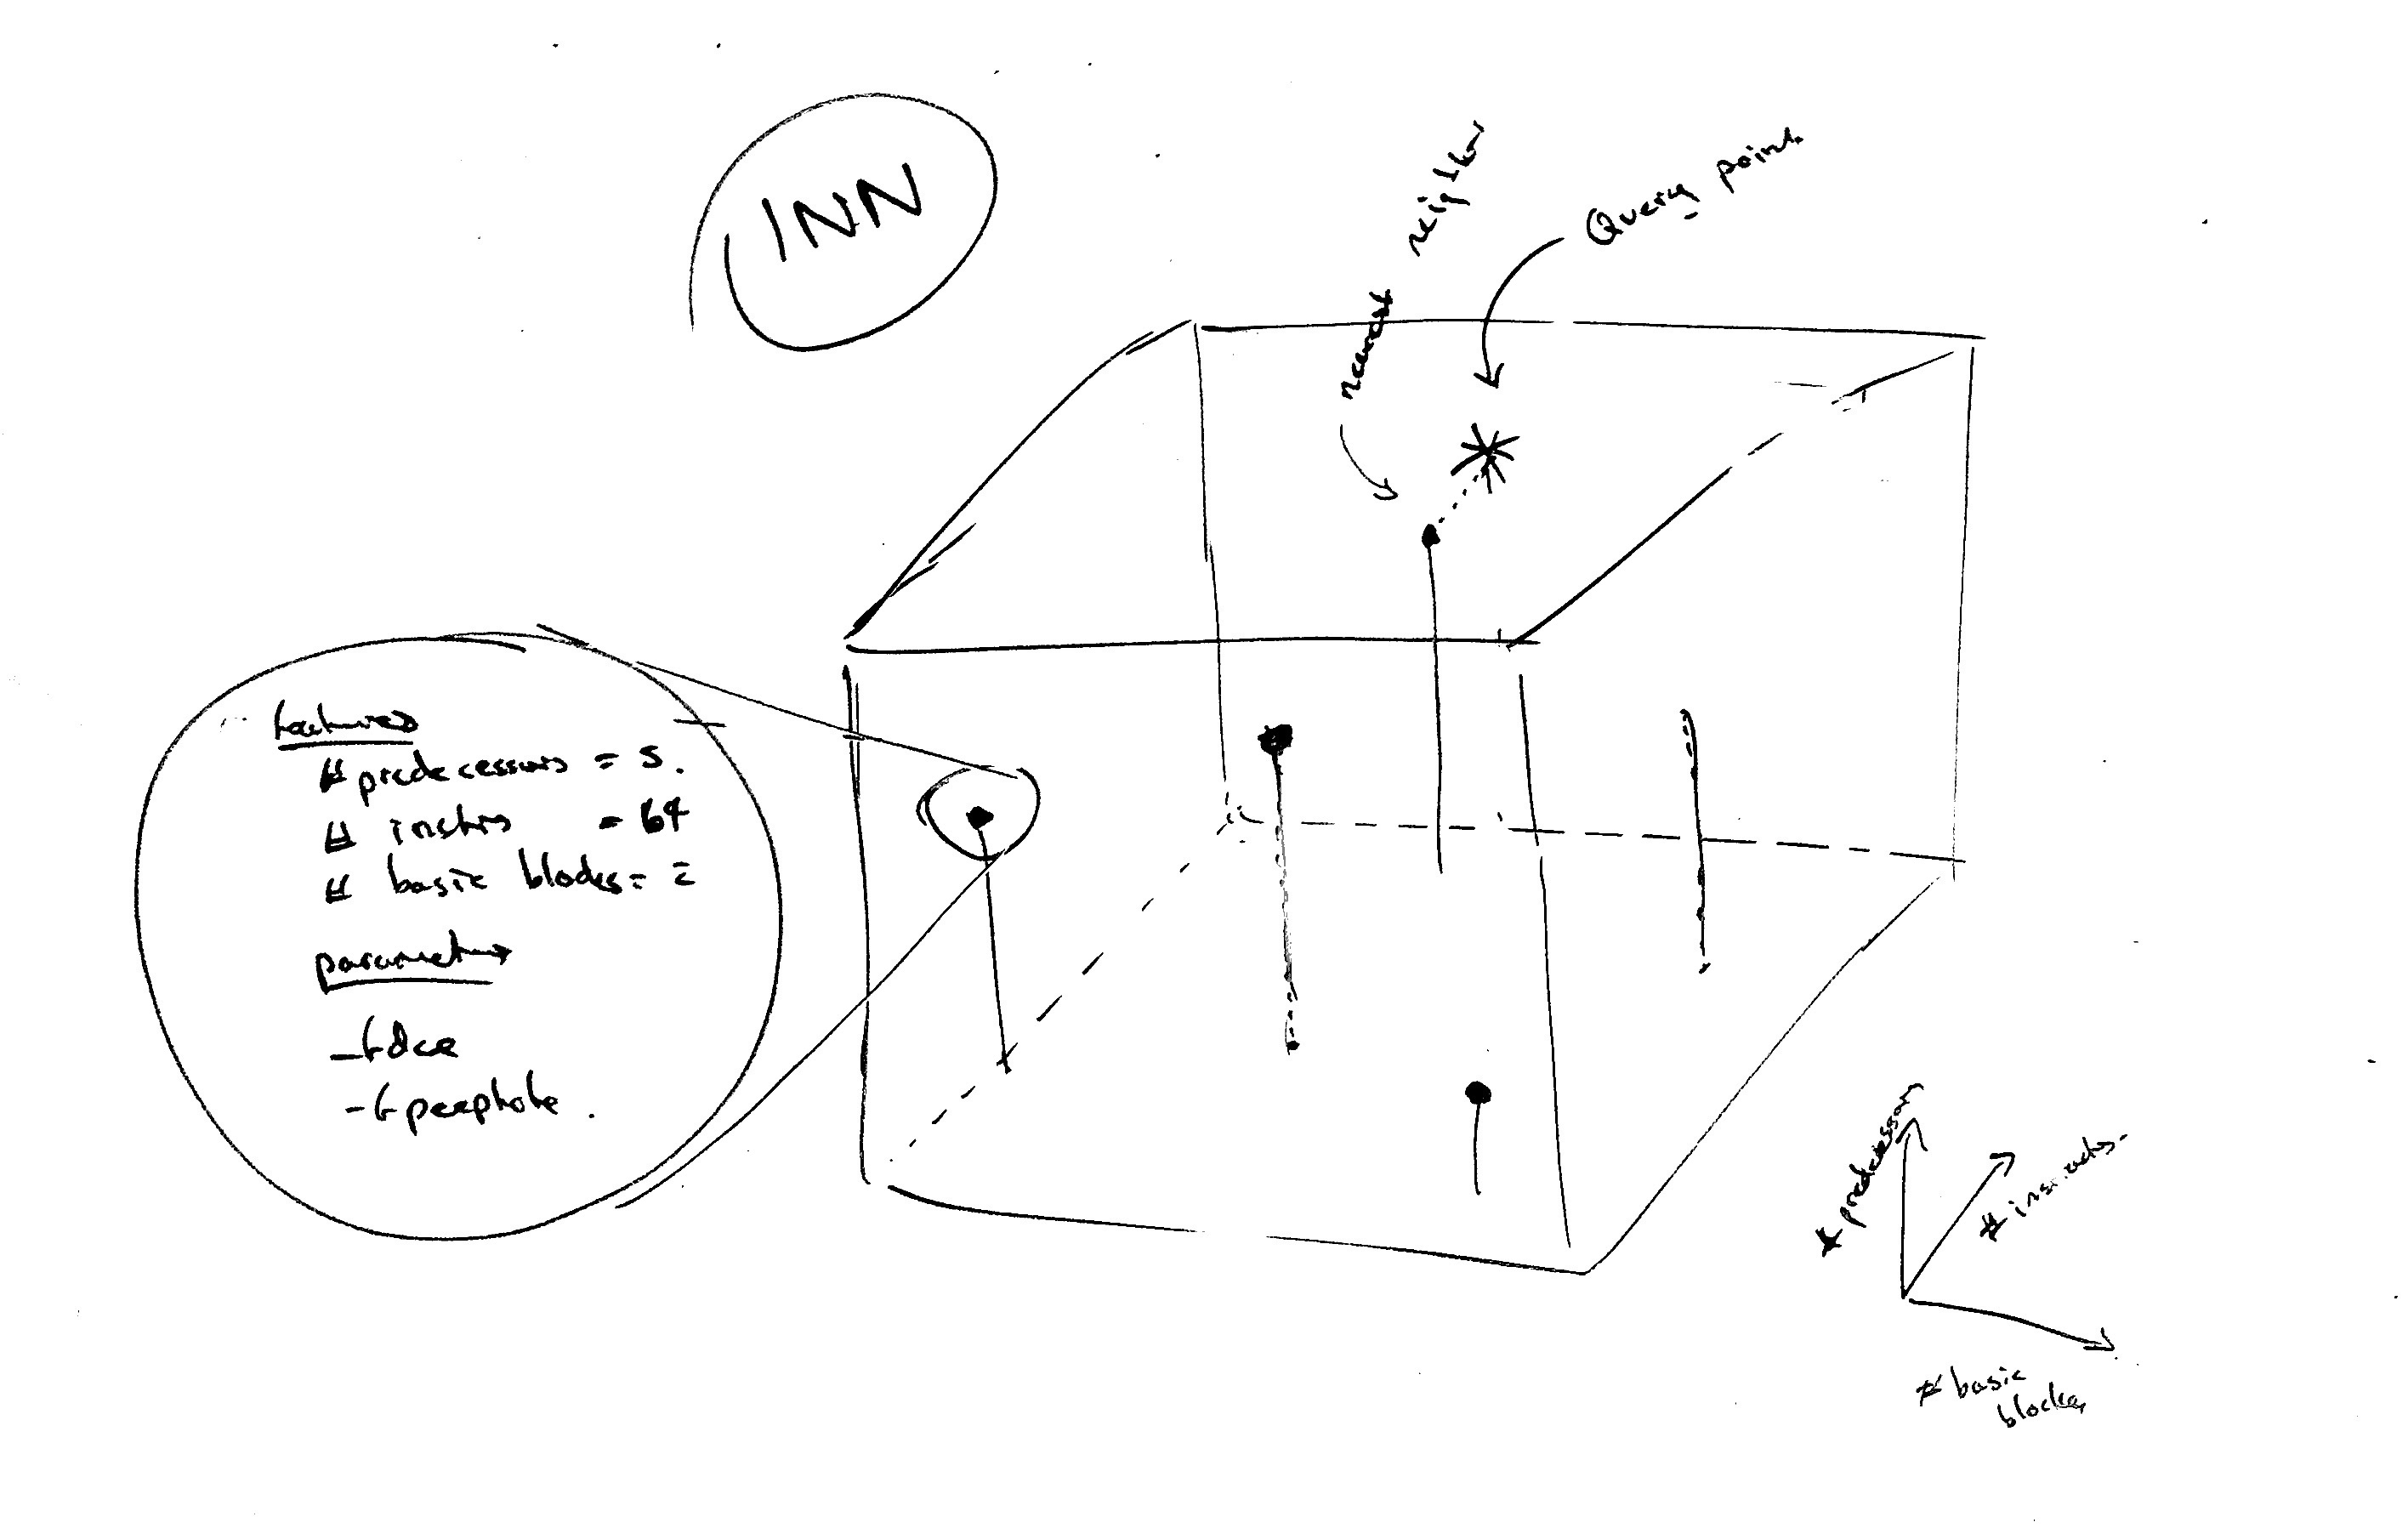 1NN
nearest neighbor
Query point
features
# predecessors = 5.
# instrs = 64
# basic blocks = 2
parameters
-fdce
-fpeephole.
# predecessors
# instructs.
# basic
blocks